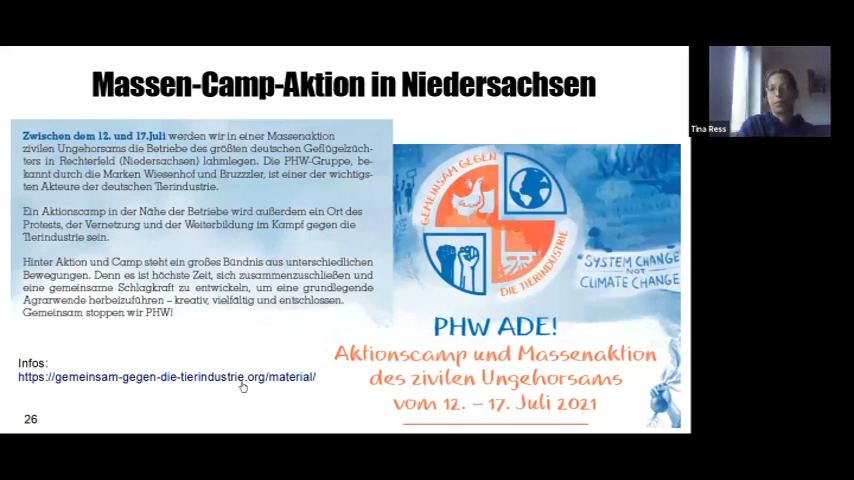 Massen-Camp-Aktion in Niedersachsen
Zwischen dem 12. und 17.Juli werden wir in einer Massenaktion
zivilen Ungehorsams die Betriebe des größten deutschen Geflügelzüch-
ters in Rechterfeld (Niedersachsen) lahmlegen. Die PHW-Gruppe, be-
kannt durch die Marken Wiesenhof und Bruzzzler, ist einer der wichtigs-
ten Akteure der deutschen Tierindustrie.
Ein Aktionscamp in der Nähe der Betriebe wird außerdem ein Ort des
Protests, der Vernetzung und der Weiterbildung im Kampf gegen die
Tierindustrie sein.
Hinter Aktion und Camp steht ein großes Bündnis aus unterschiedlichen
Bewegungen. Denn es ist höchste Zeit, sich zusammenzuschließen und
eine gemeinsame Schlagkraft zu entwickeln, um eine grundlegende
Agrarwende herbeizuführen – kreativ, vielfältig und entschlossen.
Gemeinsam stoppen wir PHW!
Infos:
https://gemeinsam-gegen-die-tierindustrie.org/material/
26
GEMEINSAM GEGEN
DIE TIERINDUSTRIE
"SYSTEM CHANGE
NOT
CLIMATE CHANGE"
PHW ADE!
Aktionscamp und Massenaktion
des zivilen Ungehorsams
vom 12. – 17. Juli 2021
Tina Ress